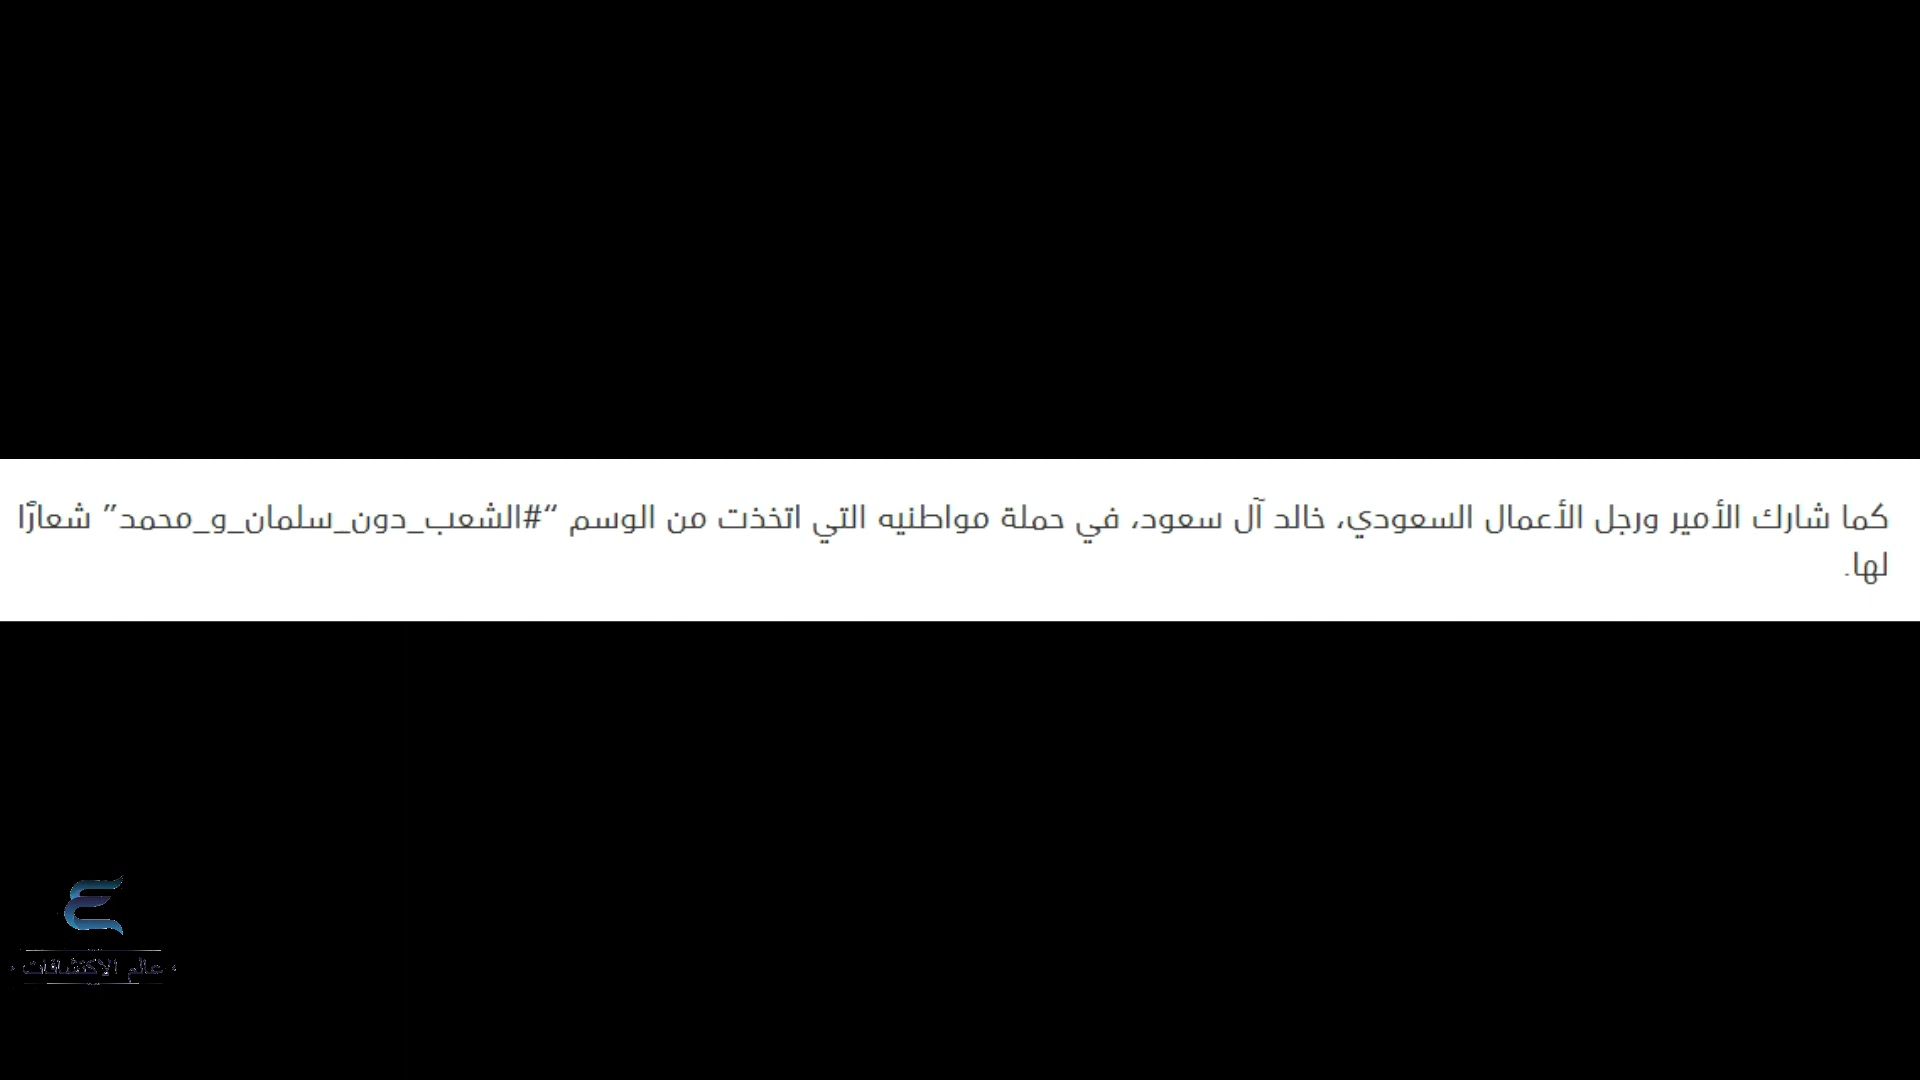 كما شارك الأمير ورجل الأعمال السعودي، خالد آل سعود، في حملة مواطنيه التي اتخذت من الوسم “#الشعب_دون_سلمان_و_محمد” شعارًا
لها.
عالم الاكتشافات